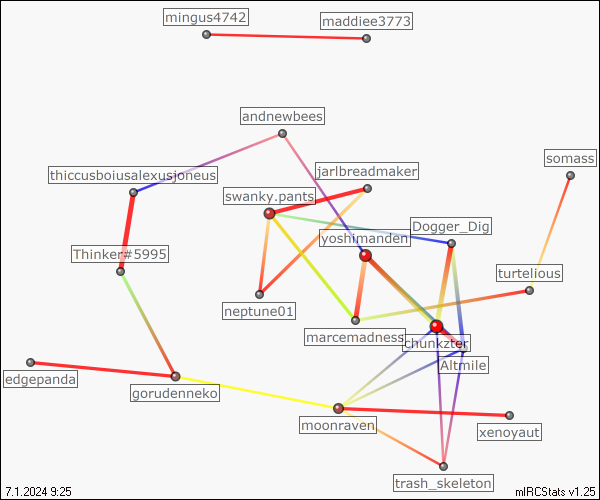 mingus4742
maddiee3773
andnewbees
somass
jarlbreadmaker
thiccusboiusalexusjoneus
swanky.pants
Dogger_Dig
yoshimanden
Thinker#5995
turtelious
neptune01
marcemadness
chunkzter
Altmile
edgepanda
gorudenneko
moonraven
xenoyaut
trash_skeleton
7.1.2024 9:25
mIRCStats v1.25